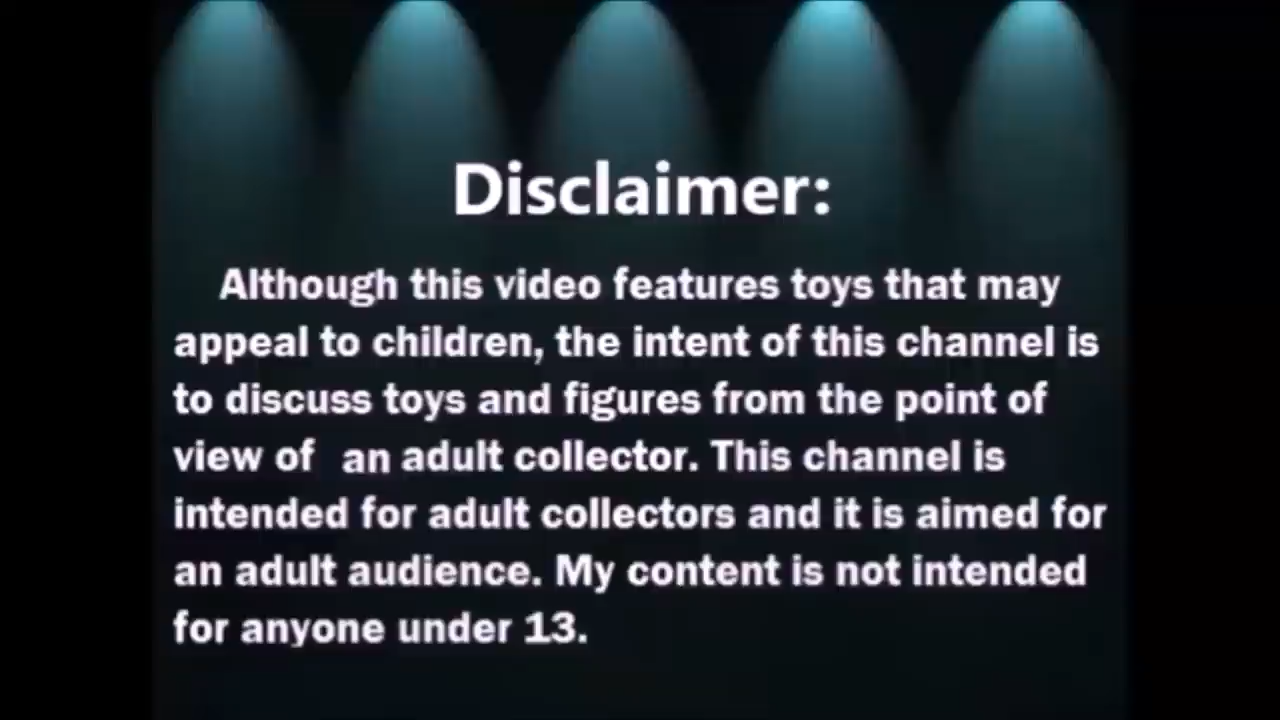 Disclaimer:
Although this video features toys that may
appeal to children, the intent of this channel is
to discuss toys and figures from the point of
view of an adult collector. This channel is
intended for adult collectors and it is aimed for
an adult audience. My content is not intended
for anyone under 13.